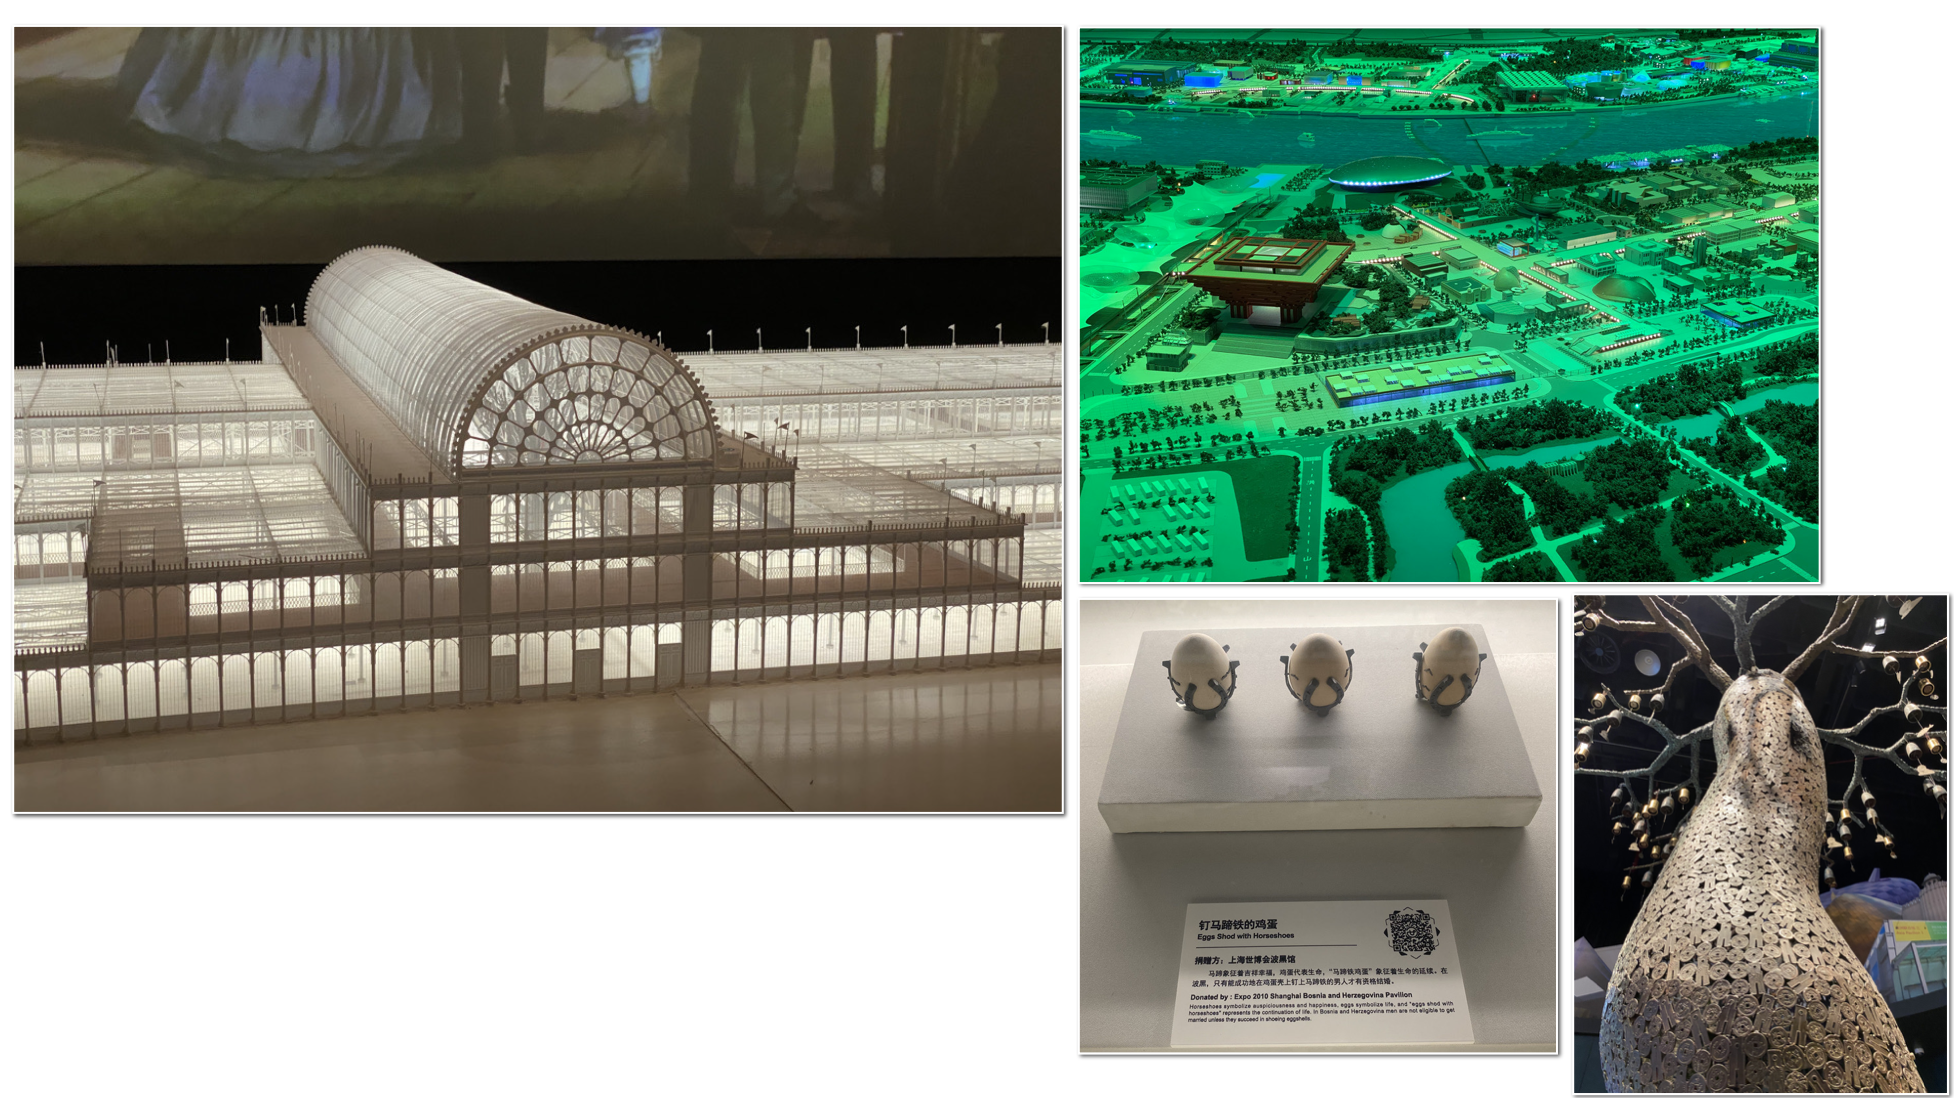 钉马蹄铁的鸡蛋
Eggs Shod with Horseshoes
捐赠方：上海世博会波黑馆
马蹄象征着吉祥幸福，鸡蛋代表生命，“马蹄铁鸡蛋”象征着生命的延续。在
波黑，只有能成功地在鸡蛋壳上钉上马蹄铁的男人才有资格结婚。
Donated by : Expo 2010 Shanghai Bosnia and Herzegovina Pavilion
Horseshoes symbolize auspiciousness and happiness, eggs symbolize life, and "eggs shod with
horseshoes" represents the continuation of life. In Bosnia and Herzegovina men are not eligible to get
married unless they succeed in shoeing eggshells.